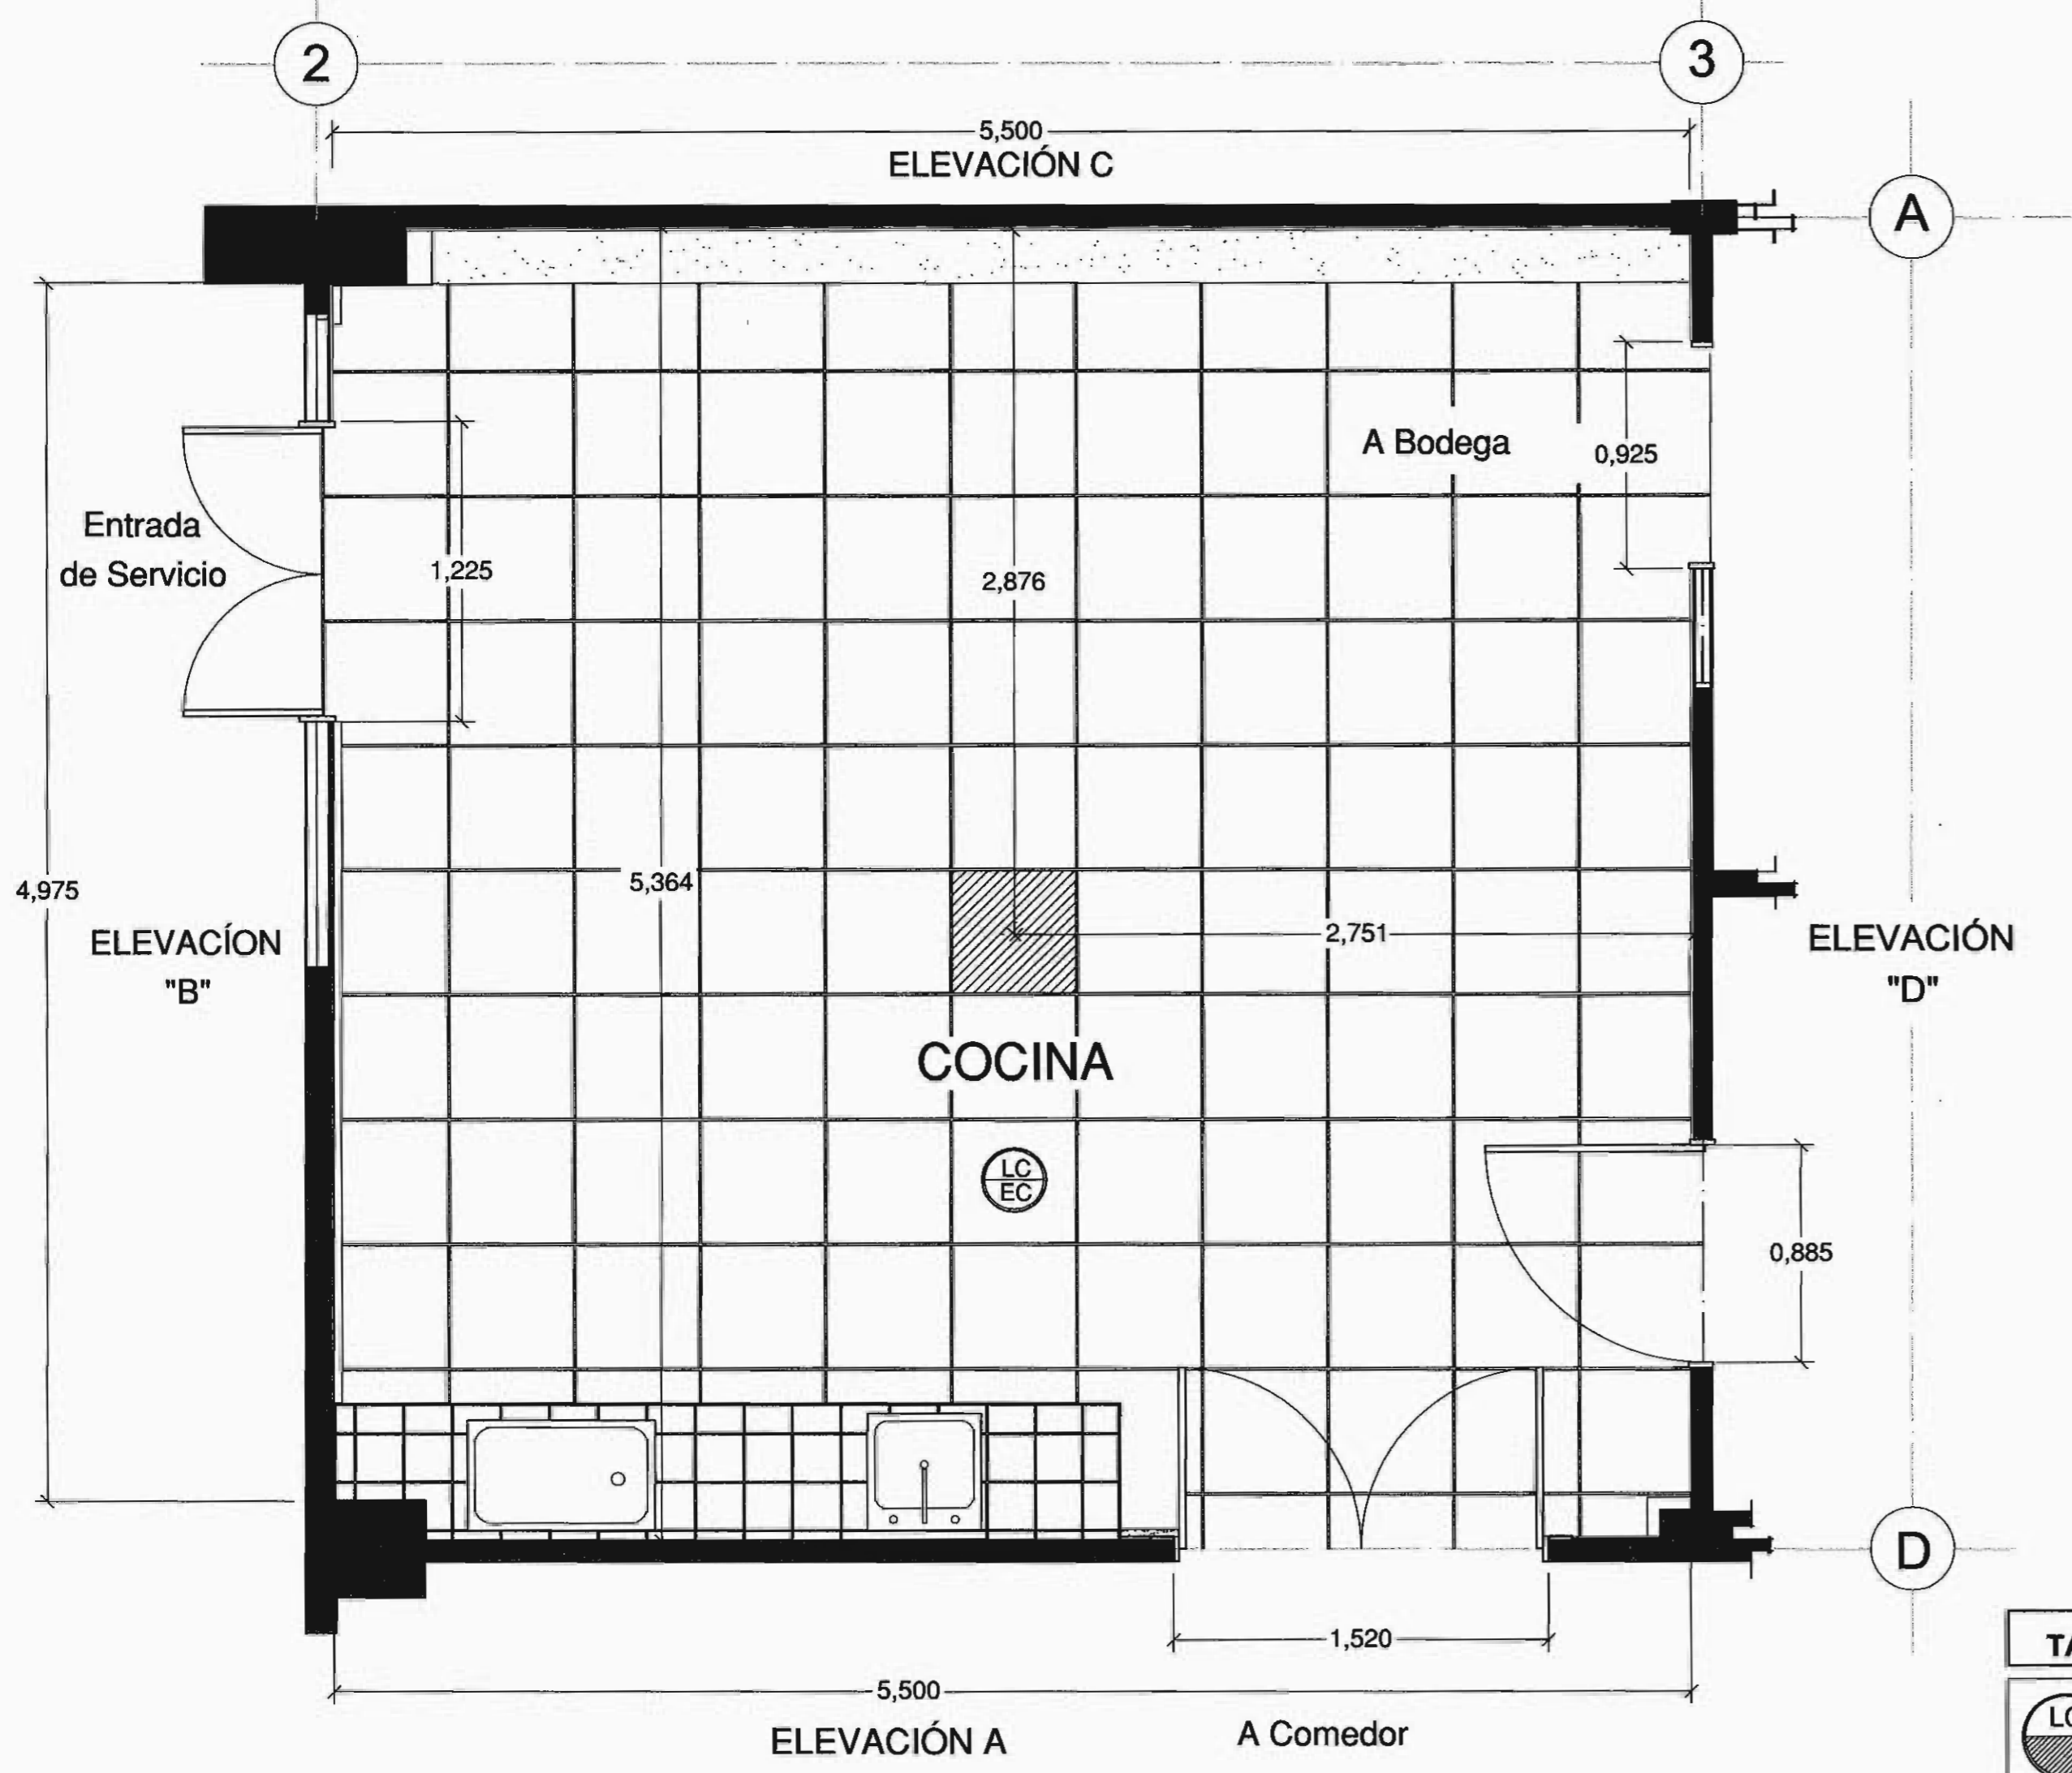 2
3
5,500
ELEVACIÓN C
A
A Bodega
0,925
Entrada
de Servicio
1,225
2,876
4,975
5,364
2,751
ELEVACÍON
"B"
ELEVACIÓN
"D"
COCINA
LC
EC
0,885
D
1,520
5,500
ELEVACIÓN A
A Comedor